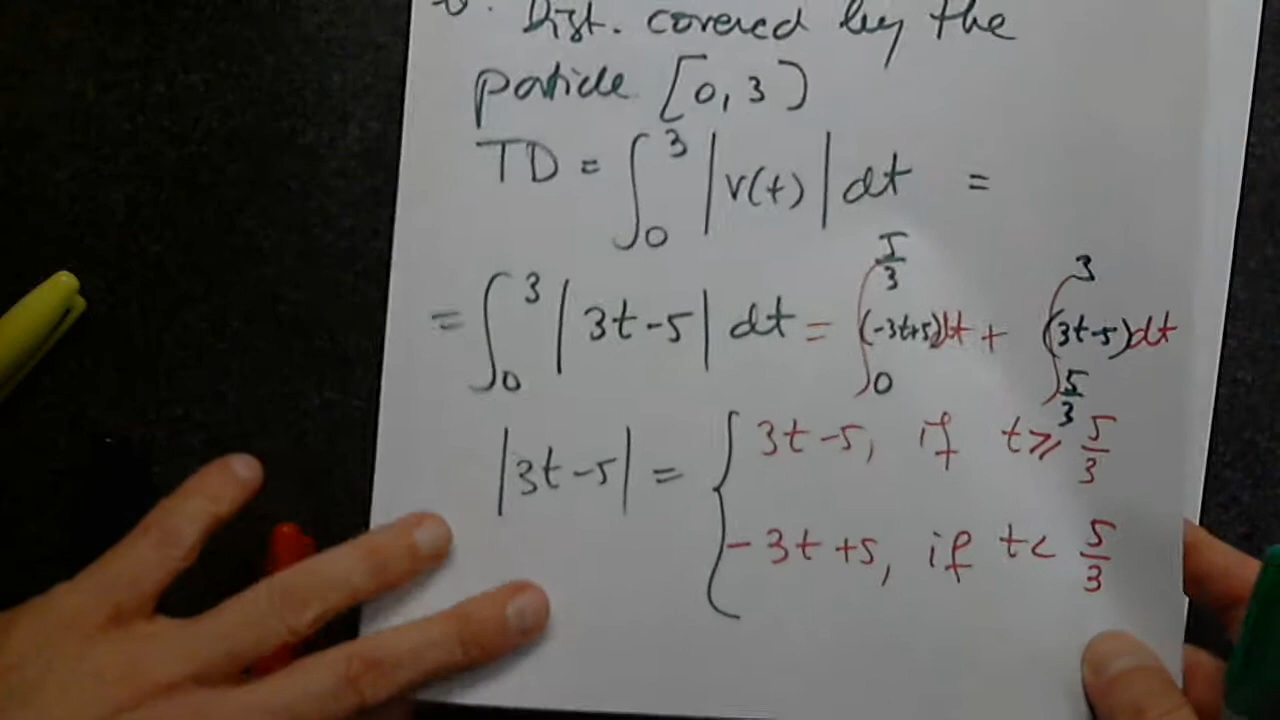 Dist. covered by the
paticle [0, 3)
TD = ∫₀³ |v(t)| dt =
= ∫₀³ |3t-5| dt = ∫₀^(5/3) (-3t+5)dt + ∫_(5/3)^3 (3t-5)dt
|3t-5| = { 3t-5, if t ≥ 5/3
-3t+5, if t < 5/3